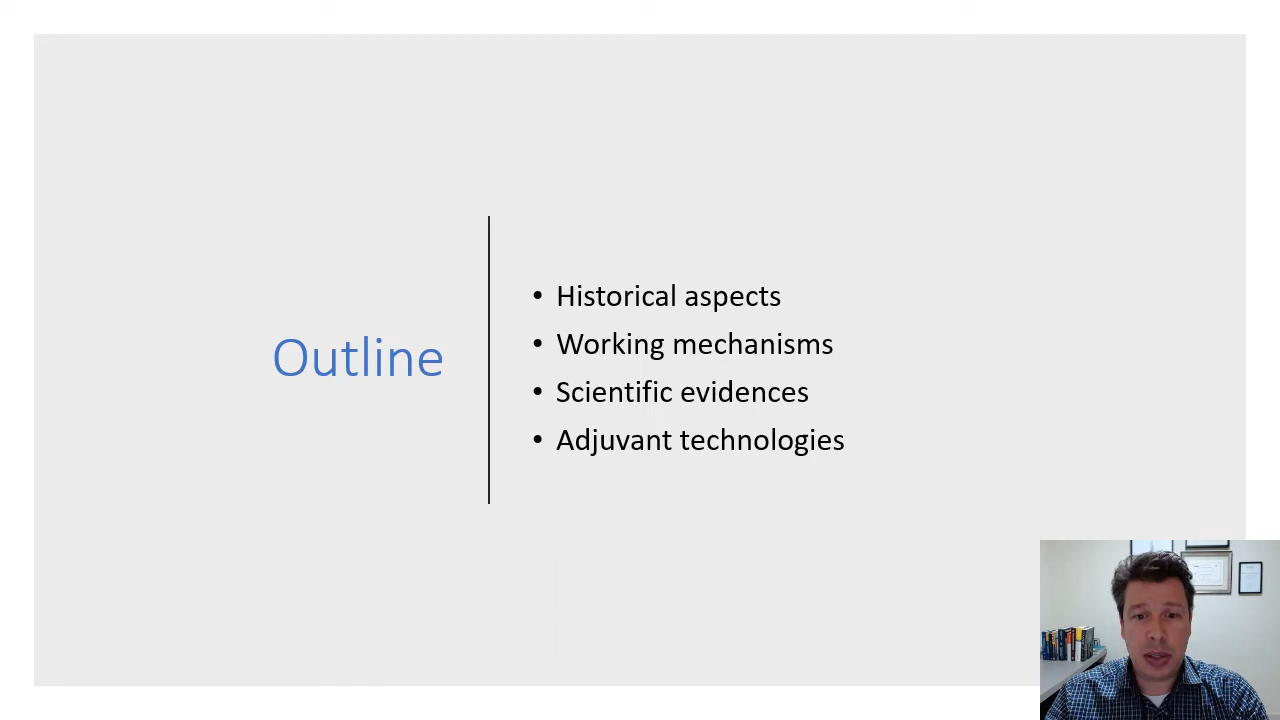 Outline
• Historical aspects
• Working mechanisms
• Scientific evidences
• Adjuvant technologies